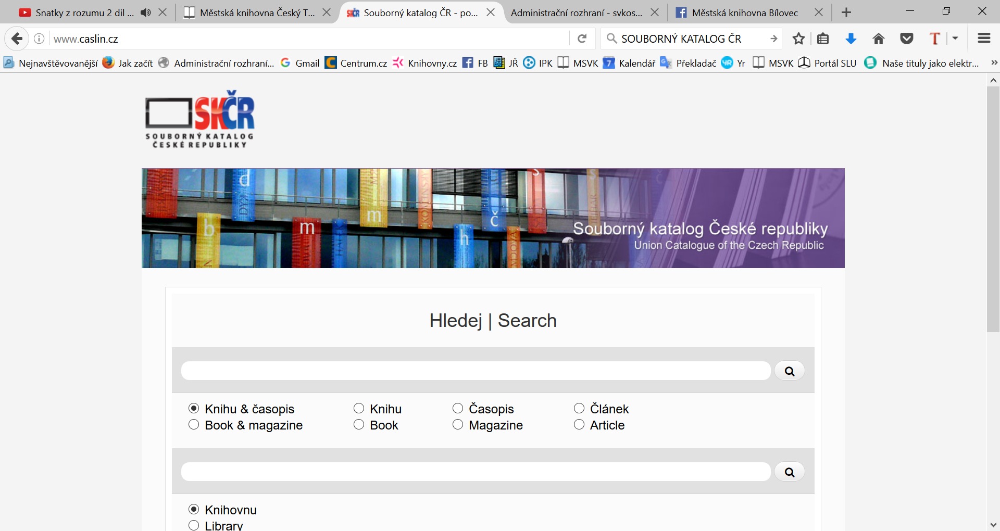 Snatky z rozumu 2 dil ...
Městská knihovna Český T...
Souborný katalog ČR - po...
Administrační rozhraní - svkos...
Městská knihovna Bílovec
www.caslin.cz
SOUBORNÝ KATALOG ČR
Nejnavštěvovanější Jak začít Administrační rozhraní... Gmail Centrum.cz Knihovny.cz FB JŘ IPK MSVK Kalendář Překladač Yr MSVK Portál SLU Naše tituly jako elektr...
SKČR
SOUBORNÝ KATALOG
ČESKÉ REPUBLIKY
d
b
m
m
h
č
Souborný katalog České republiky
Union Catalogue of the Czech Republic
Hledej | Search
Knihu & časopis Knihu Časopis Článek
Book & magazine Book Magazine Article
Knihovnu
Library